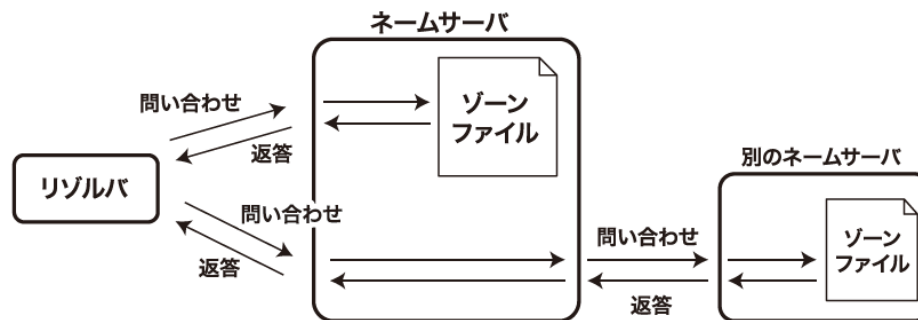 ネームサーバ
ゾーン
ファイル
問い合わせ
返答
リゾルバ
問い合わせ
返答
別のネームサーバ
問い合わせ
返答
ゾーン
ファイル